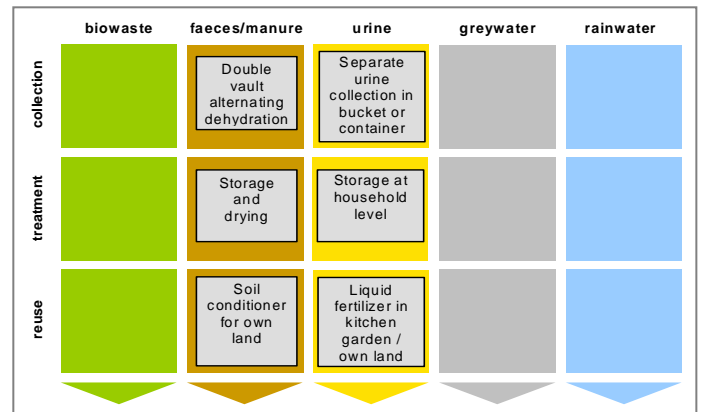 biowaste faeces/manure urine greywater rainwater
collection
Double
vault
alternating
dehydration
Separate
urine
collection in
bucket or
container
treatment
Storage
and
drying
Storage at
household
level
reuse
Soil
conditioner
for own
land
Liquid
fertilizer in
kitchen
garden /
own land